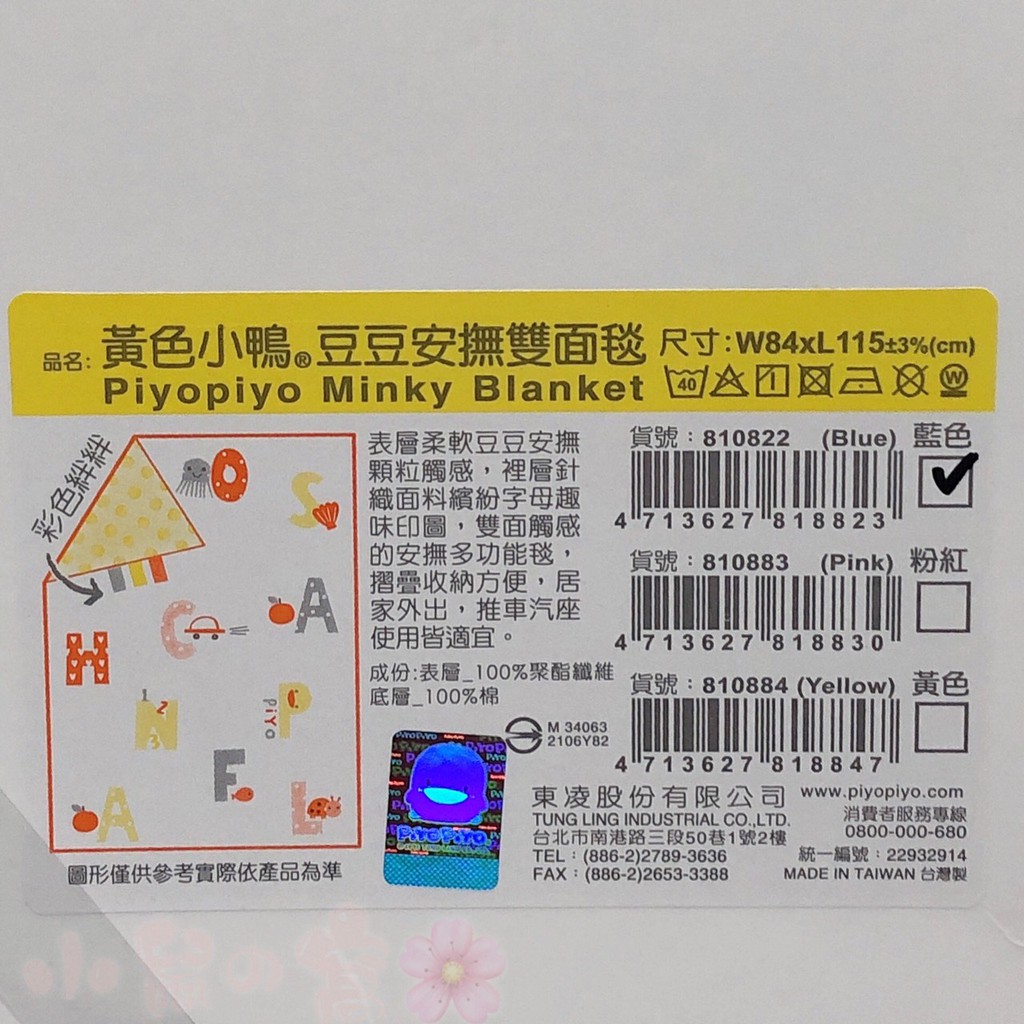 品名: 黃色小鴨® 豆豆安撫雙面毯 尺寸:W84xL115±3%(cm)
Piyopiyo Minky Blanket
40
W
彩色絆絆
O
S
A
C
H
N
1
2
3
P
PiYO
F
A
L
圖形僅供參考實際依產品為準
表層柔軟豆豆安撫
顆粒觸感，裡層針
織面料繽紛字母趣
味印圖，雙面觸感
的安撫多功能毯，
摺疊收納方便，居
家外出，推車汽座
使用皆適宜。
成份:表層_100%聚酯纖維
底層_100%棉
M 34063
2106Y82
PiyoPiyo
貨號：810822 (Blue) 藍色
4 713627 818823
貨號：810883 (Pink) 粉紅
4 713627 818830
貨號：810884 (Yellow) 黃色
4 713627 818847
東凌股份有限公司
TUNG LING INDUSTRIAL CO.,LTD.
台北市南港路三段50巷1號2樓
TEL：(886-2)2789-3636
FAX：(886-2)2653-3388
www.piyopiyo.com
消費者服務專線
0800-000-680
統一編號：22932914
MADE IN TAIWAN 台灣製